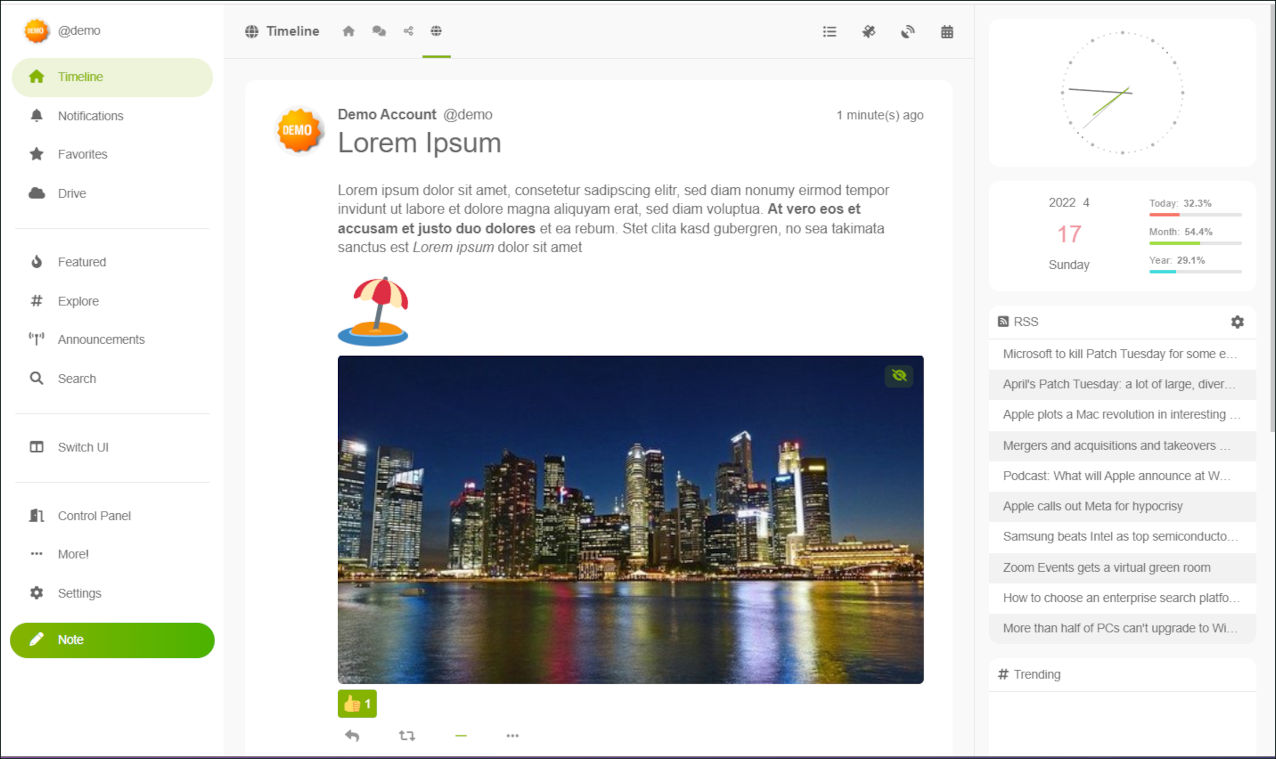 @demo
Timeline
Notifications
Favorites
Drive
Featured
Explore
Announcements
Search
Switch UI
Control Panel
More!
Settings
Note
Timeline
DEMO
Demo Account @demo
1 minute(s) ago
Lorem Ipsum
Lorem ipsum dolor sit amet, consetetur sadipscing elitr, sed diam nonumy eirmod tempor
invidunt ut labore et dolore magna aliquyam erat, sed diam voluptua. At vero eos et
accusam et justo duo dolores et ea rebum. Stet clita kasd gubergren, no sea takimata
sanctus est Lorem ipsum dolor sit amet
1
2022 4
17
Sunday
Today: 32.3%
Month: 54.4%
Year: 29.1%
RSS
Microsoft to kill Patch Tuesday for some e...
April's Patch Tuesday: a lot of large, diver...
Apple plots a Mac revolution in interesting ...
Mergers and acquisitions and takeovers ...
Podcast: What will Apple announce at W...
Apple calls out Meta for hypocrisy
Samsung beats Intel as top semiconducto...
Zoom Events gets a virtual green room
How to choose an enterprise search platfo...
More than half of PCs can't upgrade to Wi...
# Trending